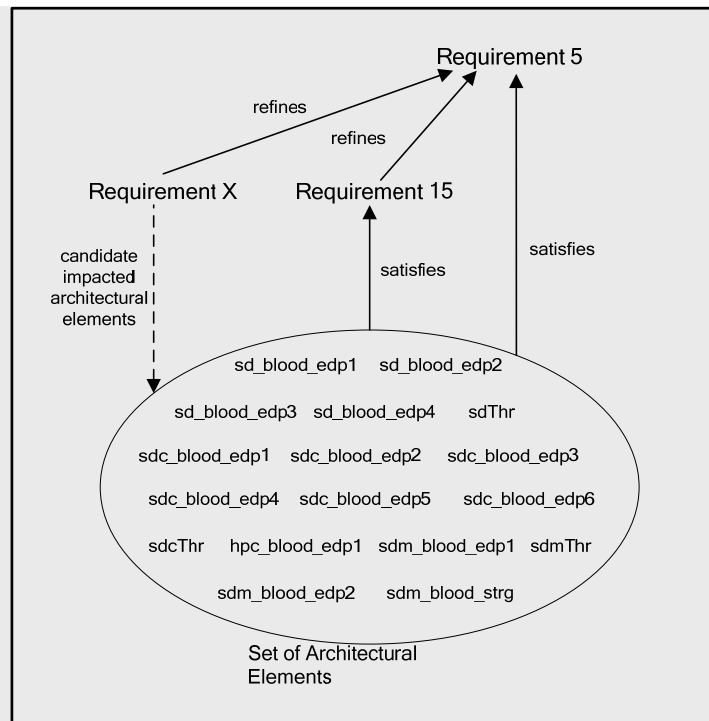 Requirement 5
refines
refines
Requirement X
Requirement 15
candidate
impacted
architectural
elements
satisfies
satisfies
sd_blood_edp1 sd_blood_edp2
sd_blood_edp3 sd_blood_edp4 sdThr
sdc_blood_edp1 sdc_blood_edp2 sdc_blood_edp3
sdc_blood_edp4 sdc_blood_edp5 sdc_blood_edp6
sdcThr hpc_blood_edp1 sdm_blood_edp1 sdmThr
sdm_blood_edp2 sdm_blood_strg
Set of Architectural
Elements